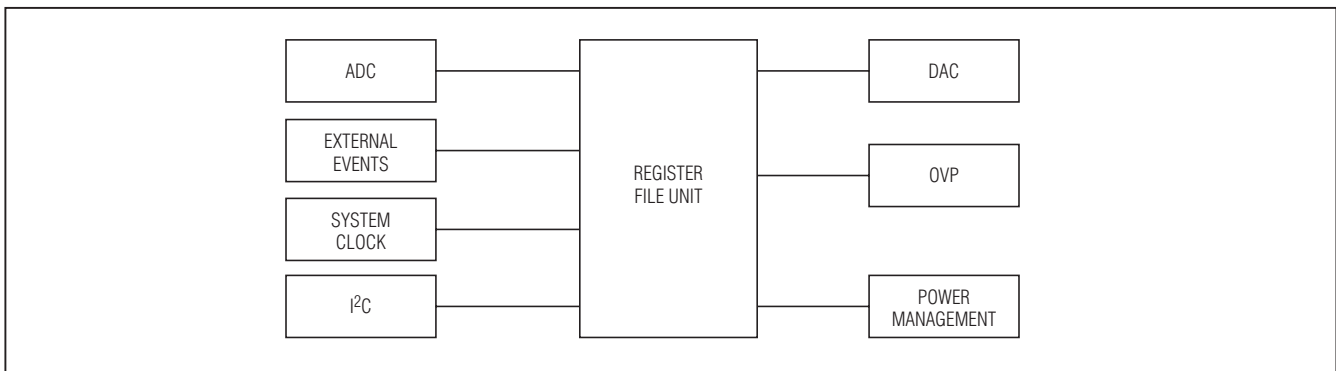 ADC
EXTERNAL
EVENTS
SYSTEM
CLOCK
I²C
REGISTER
FILE UNIT
DAC
OVP
POWER
MANAGEMENT